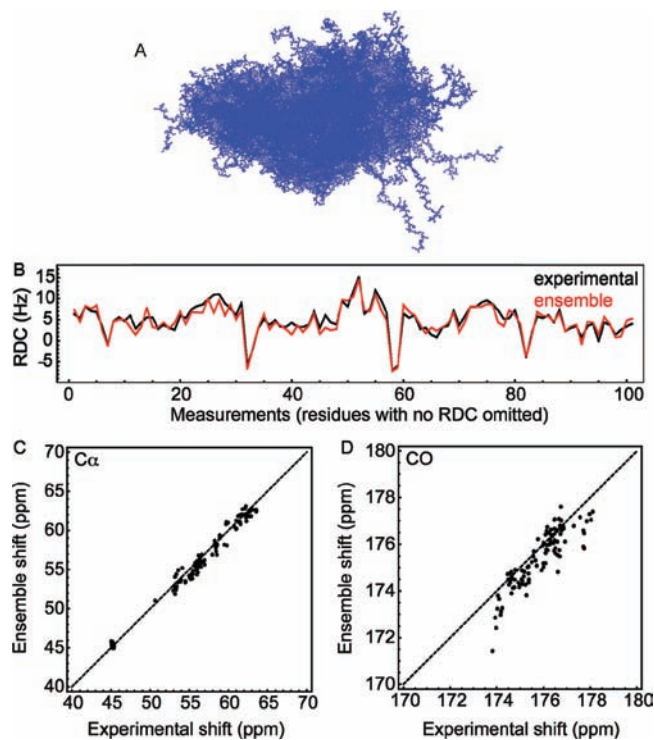 A
B
experimental
ensemble
15
10
5
0
-5
RDC (Hz)
0 20 40 60 80 100
Measurements (residues with no RDC omitted)
C
Cα
70
65
60
55
50
45
40
Ensemble shift (ppm)
40 45 50 55 60 65 70
Experimental shift (ppm)
D
CO
180
178
176
174
172
170
Ensemble shift (ppm)
170 172 174 176 178 180
Experimental shift (ppm)